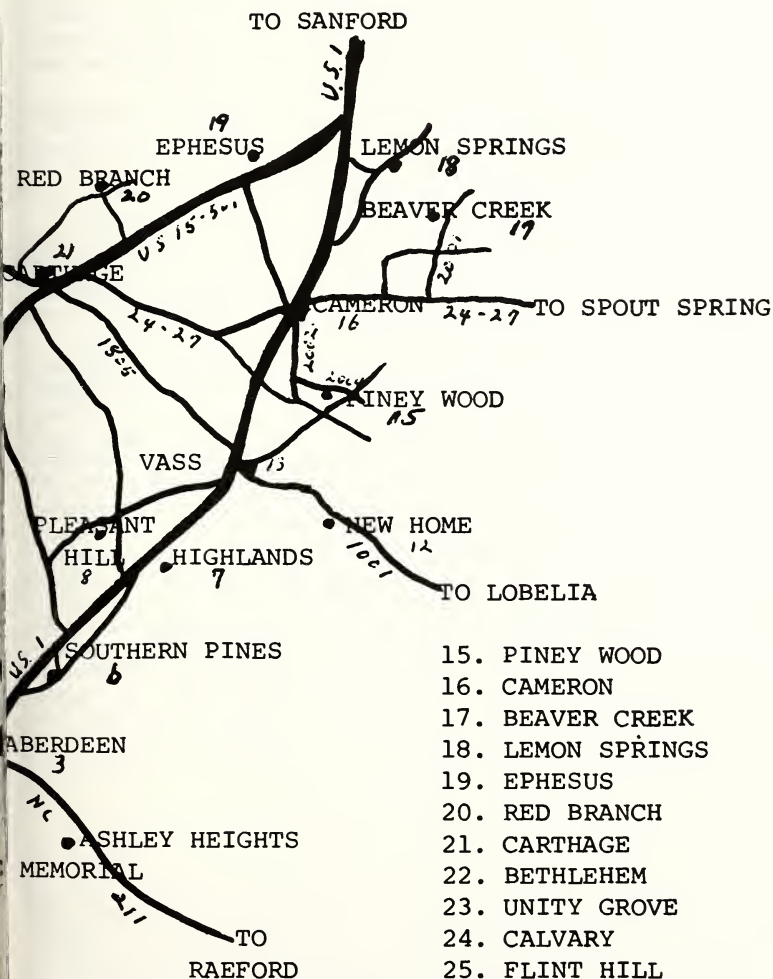 TO SANFORD
U.S. 1
19
EPHESUS
LEMON SPRINGS
18
RED BRANCH
20
BEAVER CREEK
17
US 15-501
21
CARTHAGE
CAMERON
16
24-27
TO SPOUT SPRING
24-27
PINEY WOOD
15
VASS
13
PLEASANT
HILL
8
NEW HOME
12
1001
HIGHLANDS
7
TO LOBELIA
U.S. 1
SOUTHERN PINES
6
ABERDEEN
3
NC
ASHLEY HEIGHTS
MEMORIAL
211
TO
RAEFORD
15. PINEY WOOD
16. CAMERON
17. BEAVER CREEK
18. LEMON SPRINGS
19. EPHESUS
20. RED BRANCH
21. CARTHAGE
22. BETHLEHEM
23. UNITY GROVE
24. CALVARY
25. FLINT HILL